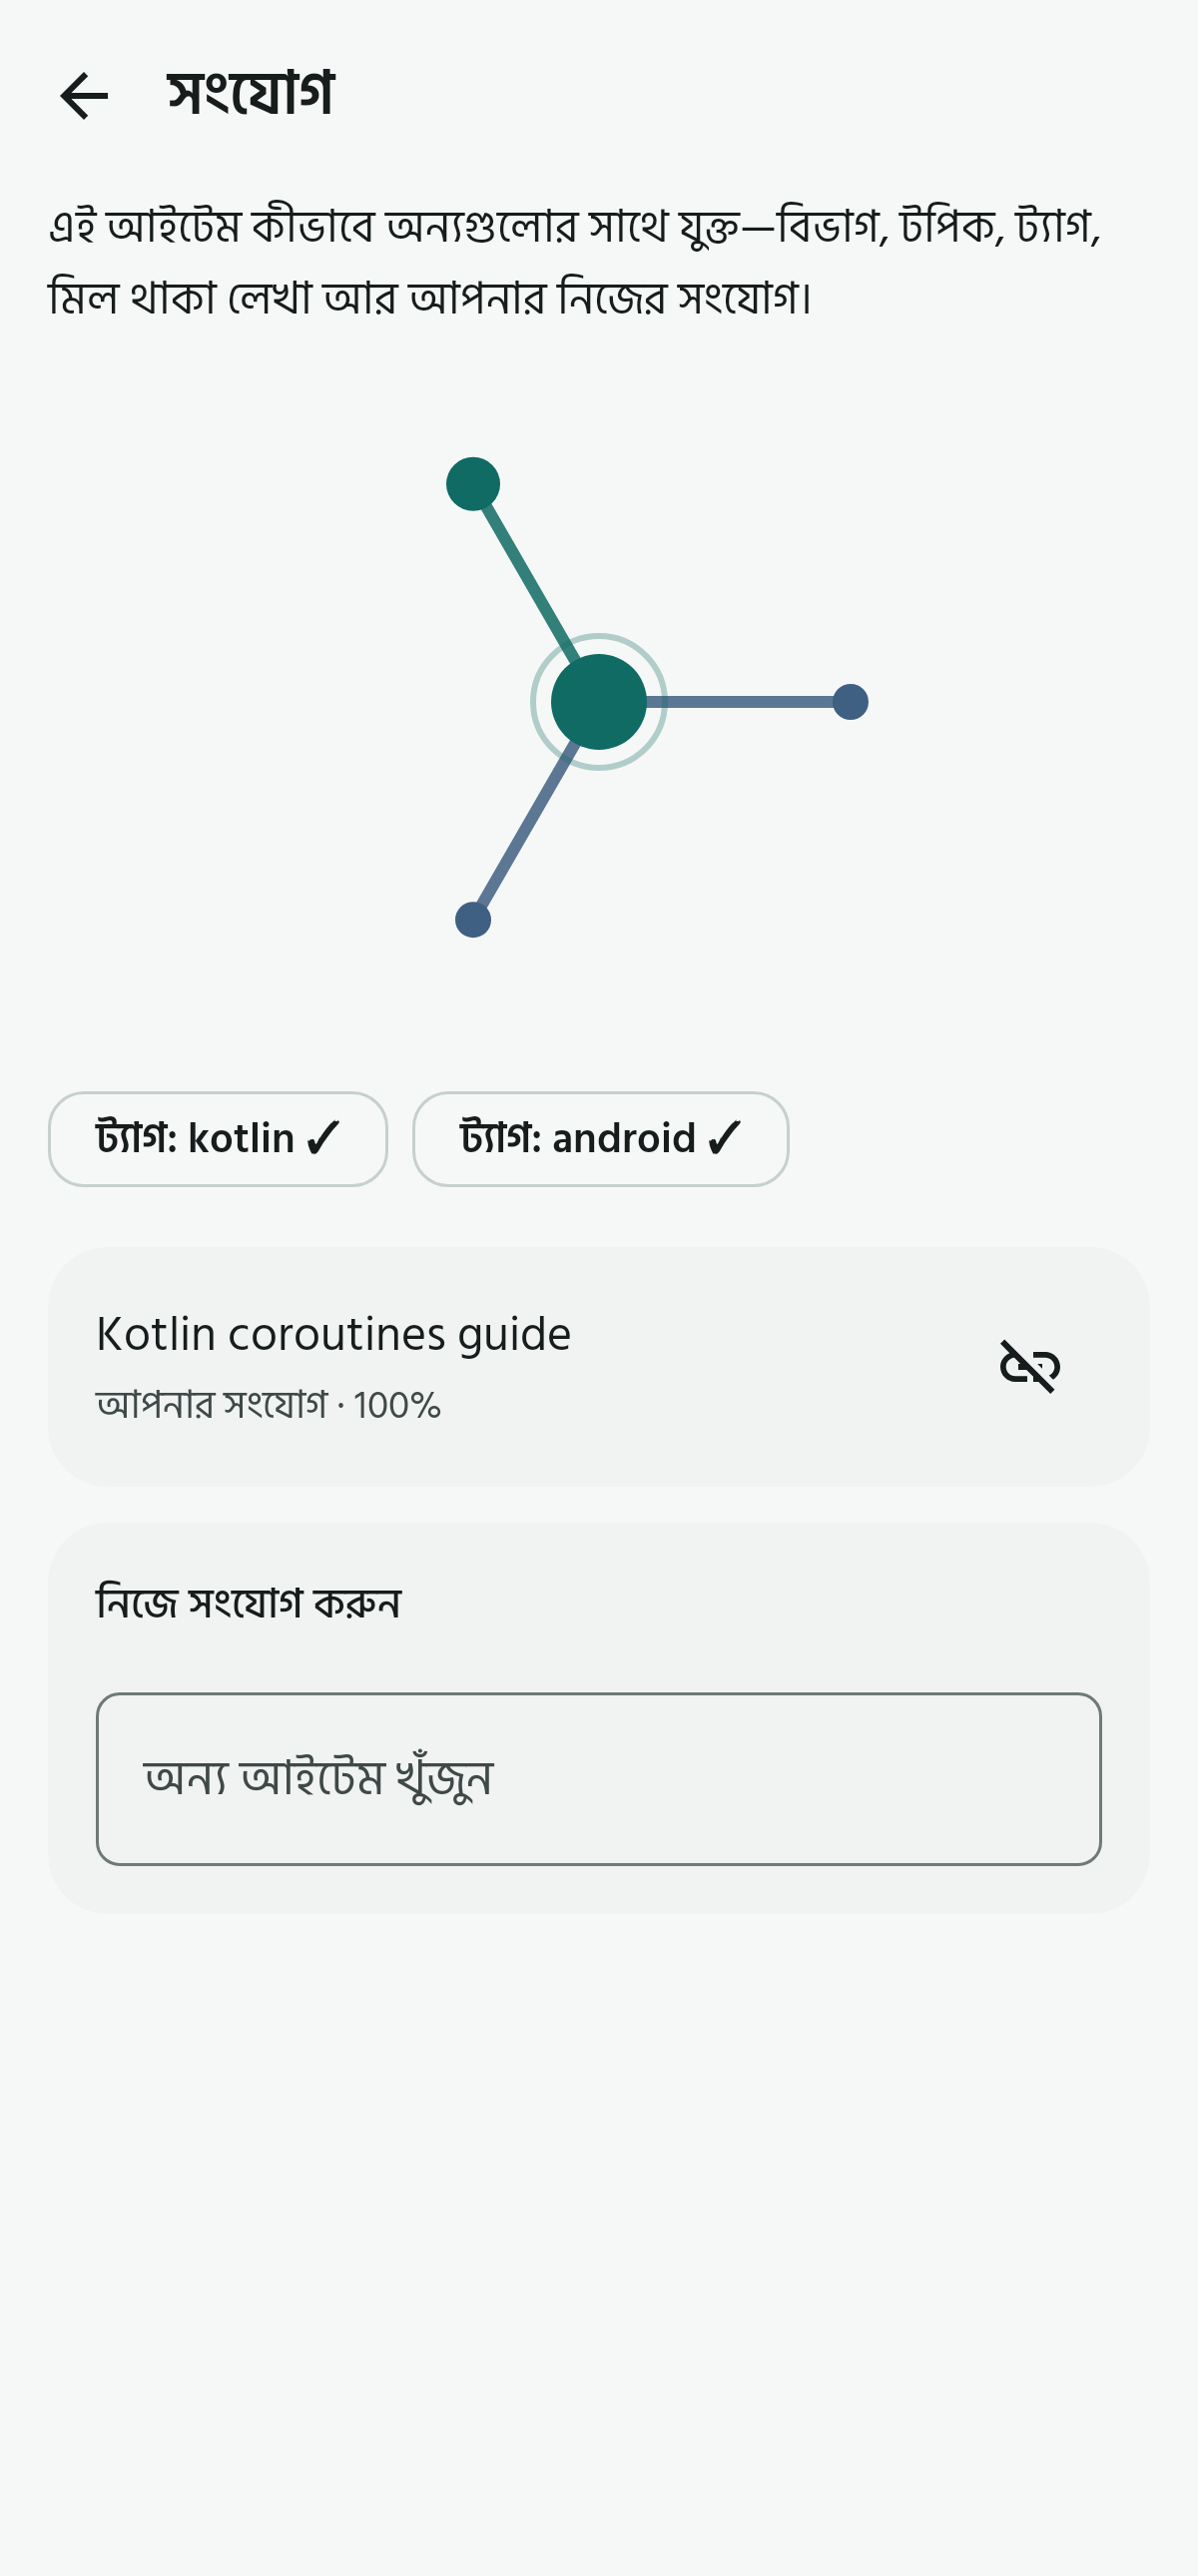 সংযোগ
এই আইটেম কীভাবে অন্যগুলোর সাথে যুক্ত—বিভাগ, টপিক, ট্যাগ,
মিল থাকা লেখা আর আপনার নিজের সংযোগ।
ট্যাগ: kotlin ✓
ট্যাগ: android ✓
Kotlin coroutines guide
আপনার সংযোগ · 100%
নিজে সংযোগ করুন
অন্য আইটেম খুঁজুন